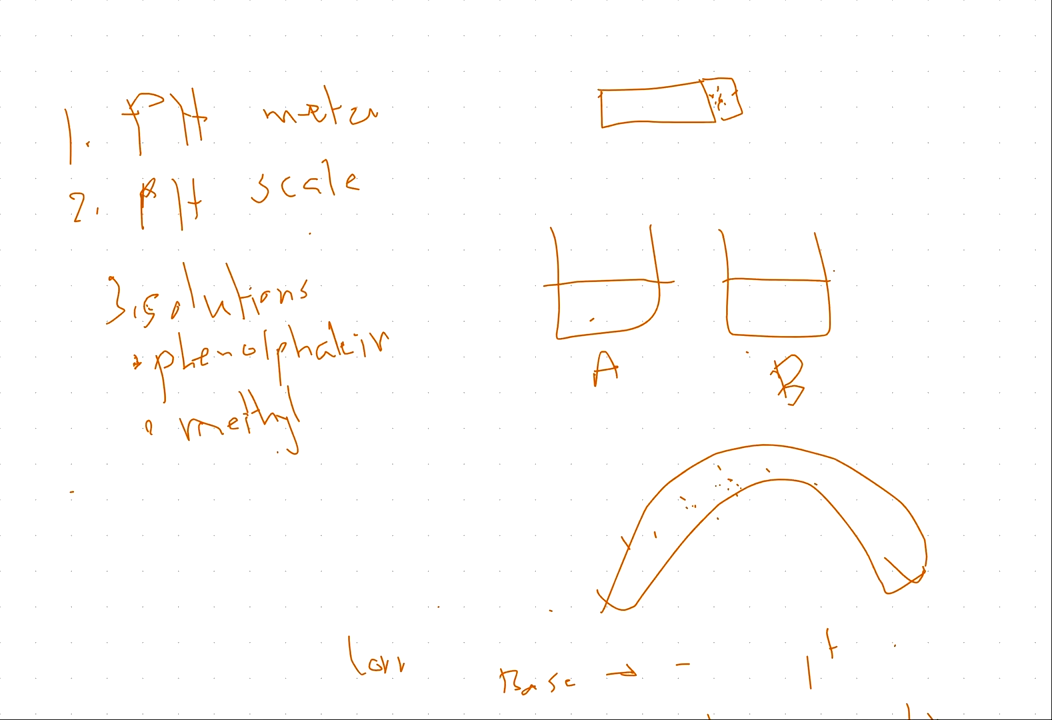 1. PH meter
2. PH scale
3. solutions
• phenolphalein
• methyl
A B
Base → -